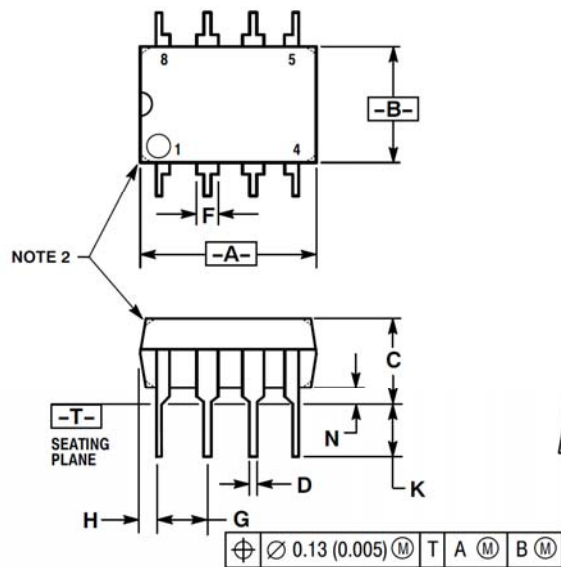 8 5
-B-
1 4
F
NOTE 2
-A-
C
-T-
N
SEATING
PLANE
D
K
H G
⌖ ∅ 0.13 (0.005) Ⓜ T A Ⓜ B Ⓜ